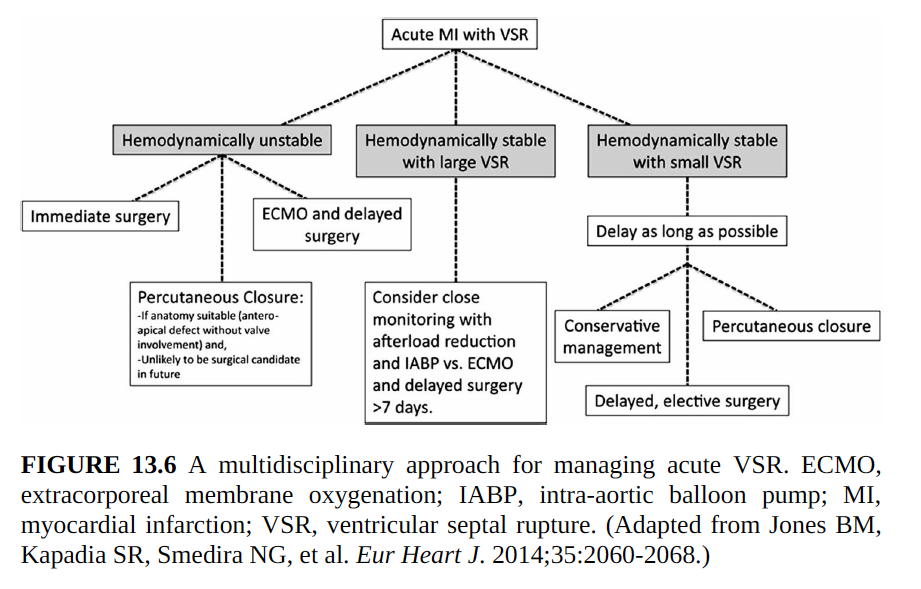 Acute MI with VSR
Hemodynamically unstable
Hemodynamically stable
with large VSR
Hemodynamically stable
with small VSR
Immediate surgery
ECMO and delayed
surgery
Percutaneous Closure:
-If anatomy suitable (antero-
apical defect without valve
involvement) and,
-Unlikely to be surgical candidate
in future
Consider close
monitoring with
afterload reduction
and IABP vs. ECMO
and delayed surgery
>7 days.
Delay as long as possible
Conservative
management
Percutaneous closure
Delayed, elective surgery
FIGURE 13.6 A multidisciplinary approach for managing acute VSR. ECMO,
extracorporeal membrane oxygenation; IABP, intra-aortic balloon pump; MI,
myocardial infarction; VSR, ventricular septal rupture. (Adapted from Jones BM,
Kapadia SR, Smedira NG, et al. Eur Heart J. 2014;35:2060-2068.)